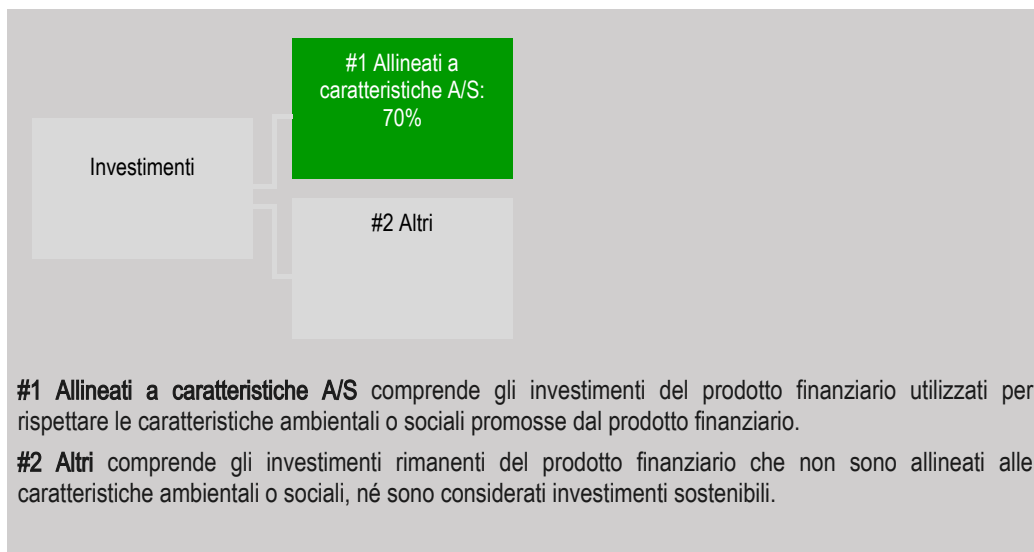 #1 Allineati a
caratteristiche A/S:
70%
Investimenti
#2 Altri
#1 Allineati a caratteristiche A/S comprende gli investimenti del prodotto finanziario utilizzati per
rispettare le caratteristiche ambientali o sociali promosse dal prodotto finanziario.
#2 Altri comprende gli investimenti rimanenti del prodotto finanziario che non sono allineati alle
caratteristiche ambientali o sociali, né sono considerati investimenti sostenibili.